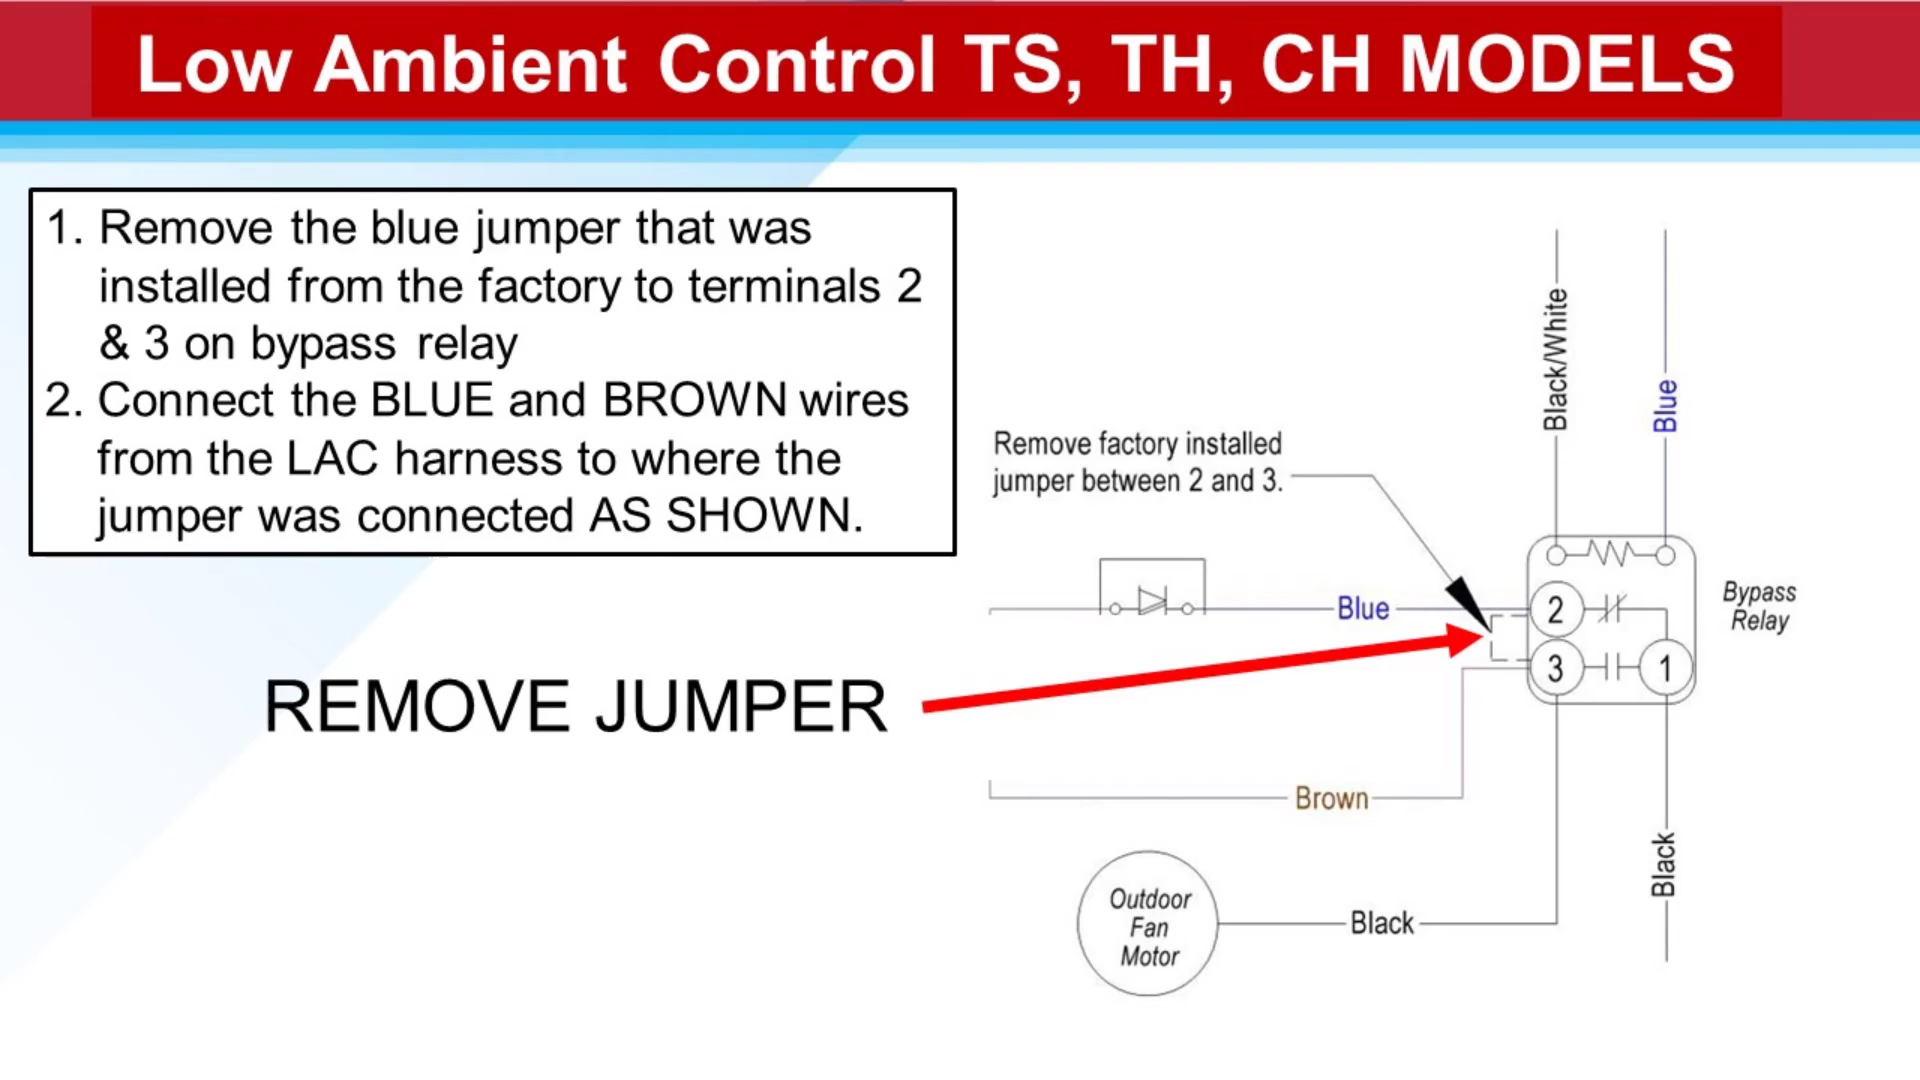 Low Ambient Control TS, TH, CH MODELS
1. Remove the blue jumper that was
installed from the factory to terminals 2
& 3 on bypass relay
2. Connect the BLUE and BROWN wires
from the LAC harness to where the
jumper was connected AS SHOWN.
Black/White
Blue
Remove factory installed
jumper between 2 and 3.
Blue
2
Bypass
Relay
3
1
REMOVE JUMPER
Brown
Black
Outdoor
Fan
Motor
Black